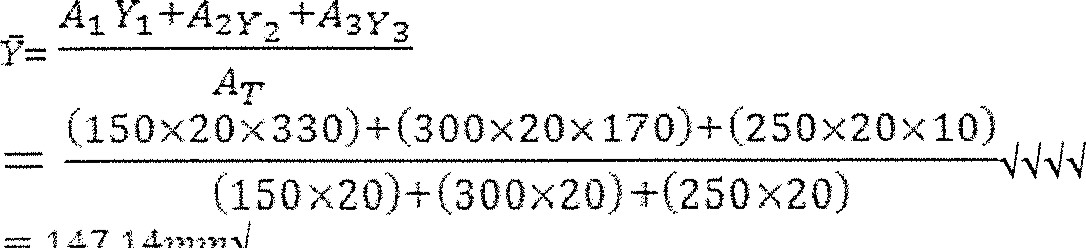 Ȳ= A₁Y₁+A₂Y₂+A₃Y₃
A_T
= (150×20×330)+(300×20×170)+(250×20×10) √√√√
(150×20)+(300×20)+(250×20)
= 147,14mm√